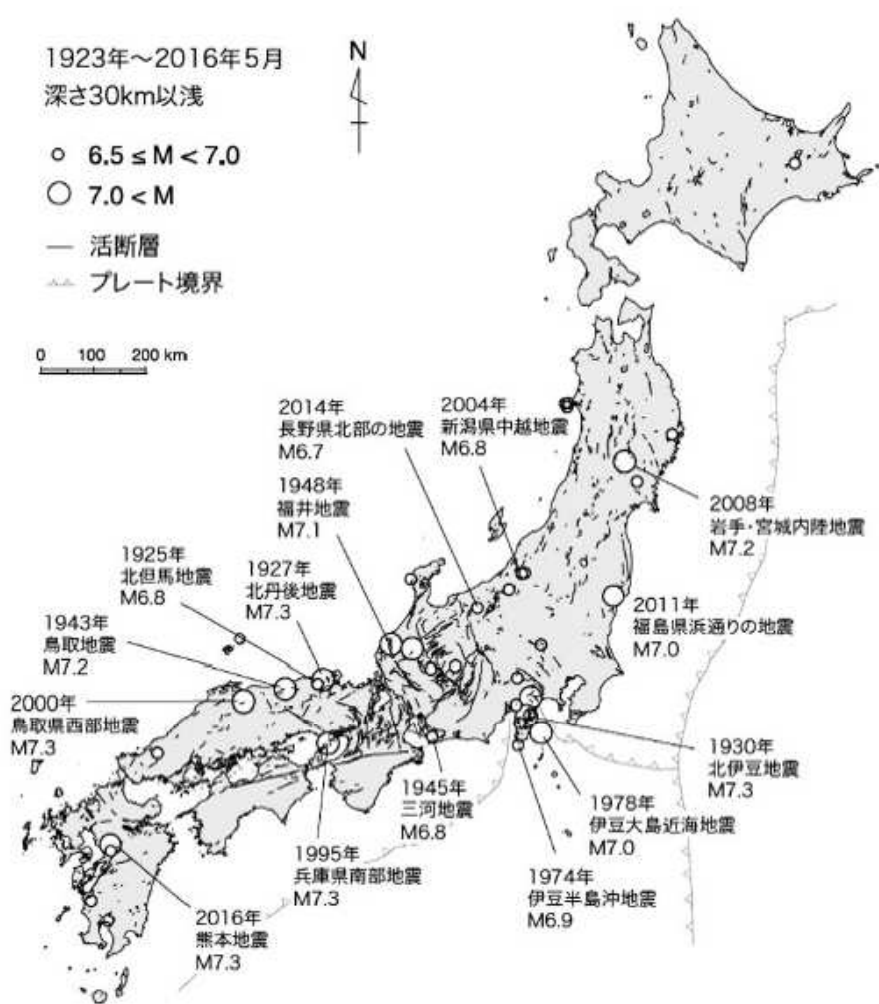 1923年～2016年5月
深さ30km以浅
N
6.5 ≤ M < 7.0
7.0 < M
活断層
プレート境界
0 100 200 km
2014年
長野県北部の地震
M6.7
2004年
新潟県中越地震
M6.8
1948年
福井地震
M7.1
2008年
岩手・宮城内陸地震
M7.2
1925年
北但馬地震
M6.8
1927年
北丹後地震
M7.3
2011年
福島県浜通りの地震
M7.0
1943年
鳥取地震
M7.2
2000年
鳥取県西部地震
M7.3
1930年
北伊豆地震
M7.3
1945年
三河地震
M6.8
1978年
伊豆大島近海地震
M7.0
1995年
兵庫県南部地震
M7.3
1974年
伊豆半島沖地震
M6.9
2016年
熊本地震
M7.3